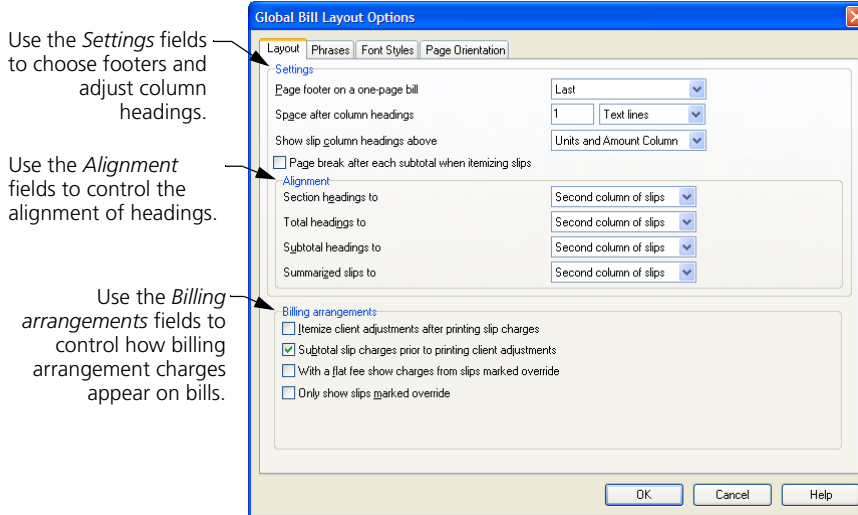 Global Bill Layout Options
Use the Settings fields
to choose footers and
adjust column
headings.
Layout Phrases Font Styles Page Orientation
Settings
Page footer on a one-page bill Last
Space after column headings 1 Text lines
Show slip column headings above Units and Amount Column
Page break after each subtotal when itemizing slips
Use the Alignment
fields to control the
alignment of headings.
Alignment
Section headings to Second column of slips
Total headings to Second column of slips
Subtotal headings to Second column of slips
Summarized slips to Second column of slips
Use the Billing
arrangements fields to
control how billing
arrangement charges
appear on bills.
Billing arrangements
Itemize client adjustments after printing slip charges
Subtotal slip charges prior to printing client adjustments
With a flat fee show charges from slips marked override
Only show slips marked override
OK Cancel Help